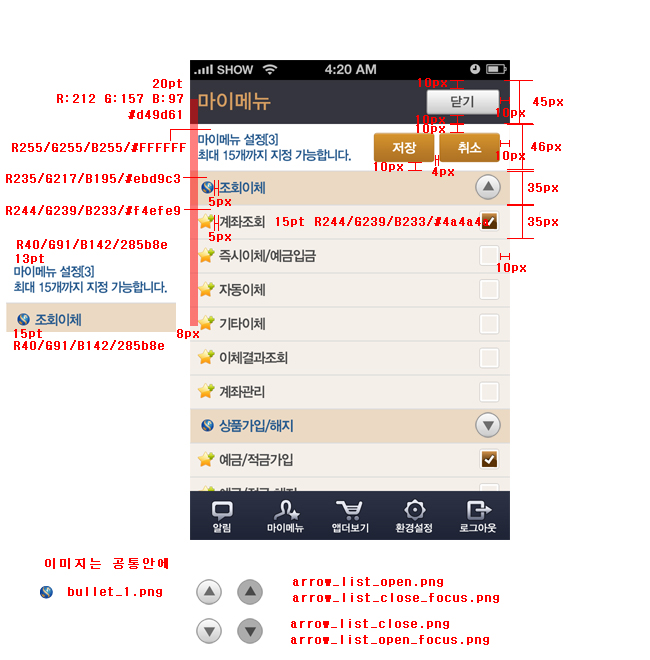 SHOW
4:20 AM
20pt
R:212 G:157 B:97
#d49d61
마이메뉴
10px
닫기
10px
45px
10px
R255/G255/B255/#FFFFFF
마이메뉴 설정[3]
최대 15개까지 지정 가능합니다.
10px
저장
취소
46px
10px
10px
4px
R235/G217/B195/#ebd9c3
조회이체
35px
5px
R244/G239/B233/#f4efe9
계좌조회
15pt R244/G239/B233/#4a4a4a
35px
5px
R40/G91/B142/285b8e
13pt
즉시이체/예금입금
10px
마이메뉴 설정[3]
최대 15개까지 지정 가능합니다.
자동이체
조회이체
기타이체
15pt
8px
R40/G91/B142/285b8e
이체결과조회
계좌관리
상품가입/해지
예금/적금가입
알림
마이메뉴
앱더보기
환경설정
로그아웃
이미지는 공통안에
bullet_1.png
arrow_list_open.png
arrow_list_close_focus.png
arrow_list_close.png
arrow_list_open_focus.png